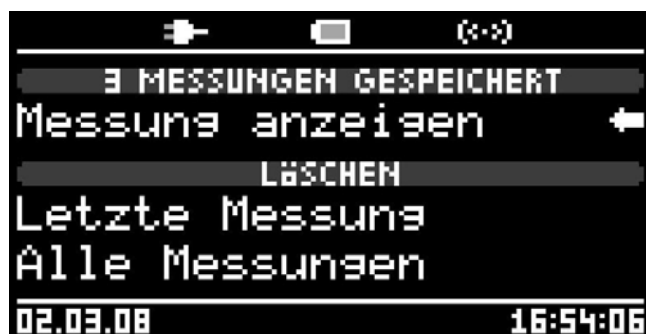 3 MESSUNGEN GESPEICHERT
Messung anzeigen
LÖSCHEN
Letzte Messung
Alle Messungen
02.03.08 16:54:06